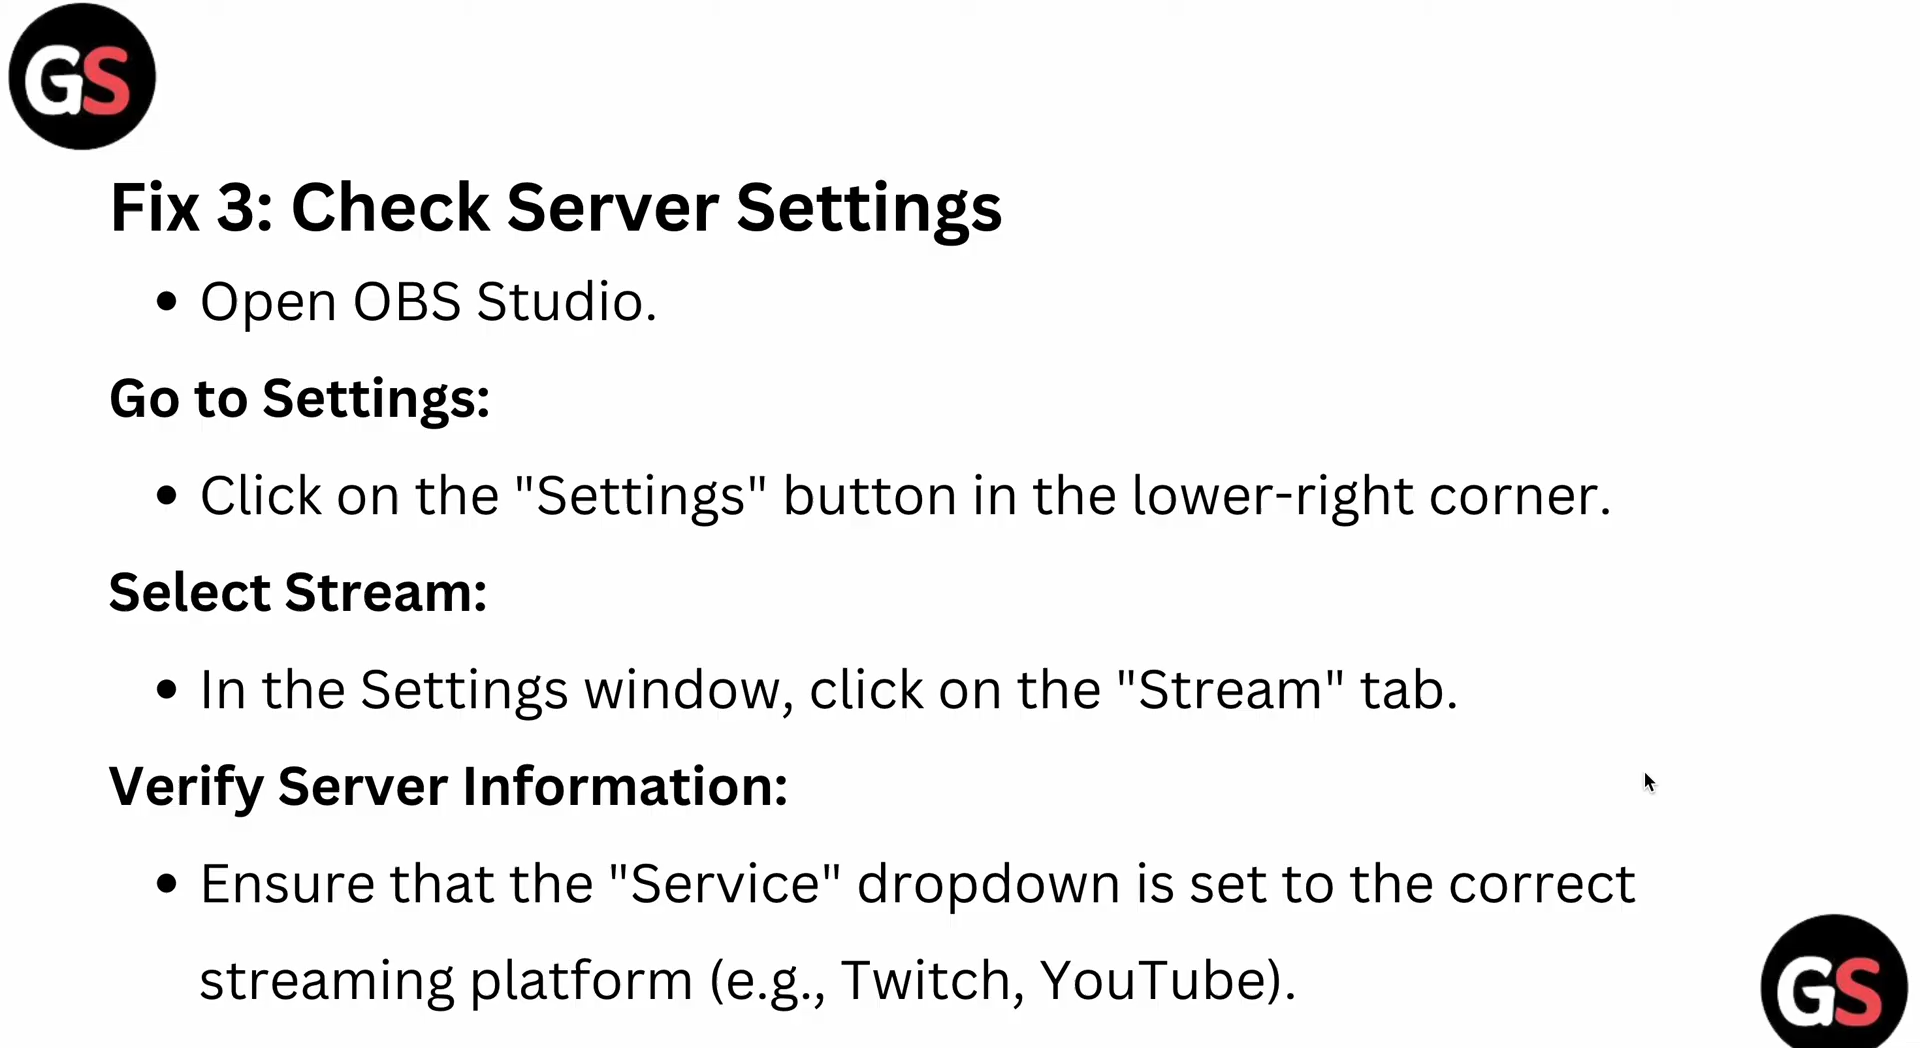 GS
Fix 3: Check Server Settings
• Open OBS Studio.
Go to Settings:
• Click on the "Settings" button in the lower-right corner.
Select Stream:
• In the Settings window, click on the "Stream" tab.
Verify Server Information:
• Ensure that the "Service" dropdown is set to the correct
streaming platform (e.g., Twitch, YouTube).
GS